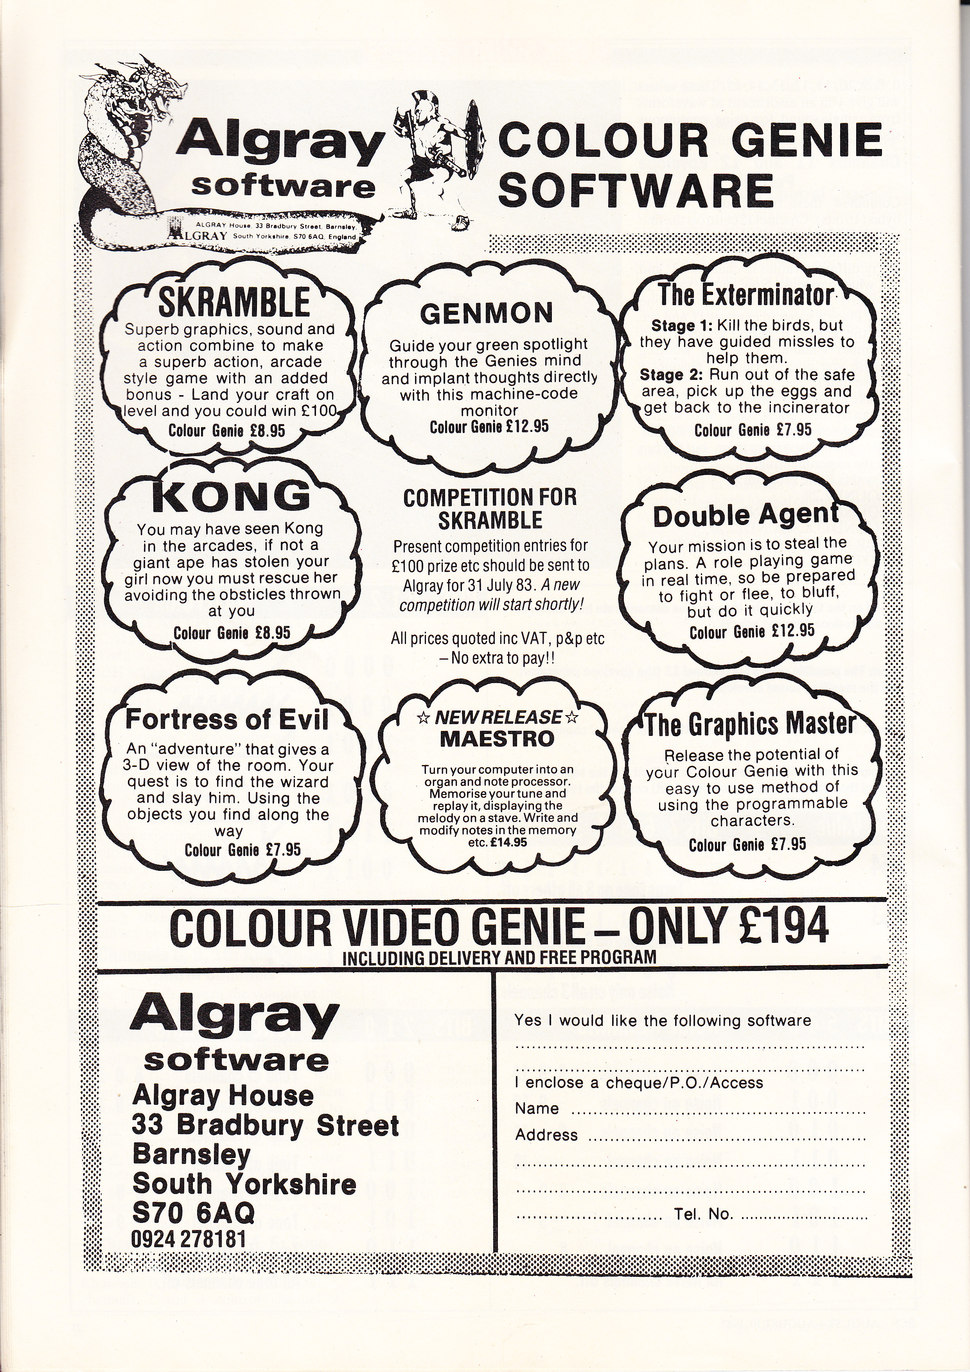 Algray
software
ALGRAY House, 33 Bradbury Street, Barnsley,
ALGRAY South Yorkshire. S70 6AQ. England
COLOUR GENIE
SOFTWARE
SKRAMBLE
Superb graphics, sound and
action combine to make
a superb action, arcade
style game with an added
bonus - Land your craft on
level and you could win £100
Colour Genie £8.95
GENMON
Guide your green spotlight
through the Genies mind
and implant thoughts directly
with this machine-code
monitor
Colour Genie £12.95
The Exterminator
Stage 1: Kill the birds, but
they have guided missles to
help them.
Stage 2: Run out of the safe
area, pick up the eggs and
get back to the incinerator
Colour Genie £7.95
KONG
You may have seen Kong
in the arcades, if not a
giant ape has stolen your
girl now you must rescue her
avoiding the obsticles thrown
at you
Colour Genie £8.95
COMPETITION FOR
SKRAMBLE
Present competition entries for
£100 prize etc should be sent to
Algray for 31 July 83. A new
competition will start shortly!
All prices quoted inc VAT, p&p etc
– No extra to pay!!
Double Agent
Your mission is to steal the
plans. A role playing game
in real time, so be prepared
to fight or flee, to bluff,
but do it quickly
Colour Genie £12.95
Fortress of Evil
An "adventure" that gives a
3-D view of the room. Your
quest is to find the wizard
and slay him. Using the
objects you find along the
way
Colour Genie £7.95
☆ NEW RELEASE ☆
MAESTRO
Turn your computer into an
organ and note processor.
Memorise your tune and
replay it, displaying the
melody on a stave. Write and
modify notes in the memory
etc. £14.95
The Graphics Master
Release the potential of
your Colour Genie with this
easy to use method of
using the programmable
characters.
Colour Genie £7.95
COLOUR VIDEO GENIE – ONLY £194
INCLUDING DELIVERY AND FREE PROGRAM
Algray
software
Algray House
33 Bradbury Street
Barnsley
South Yorkshire
S70 6AQ
0924 278181
Yes I would like the following software
I enclose a cheque/P.O./Access
Name
Address
Tel. No.